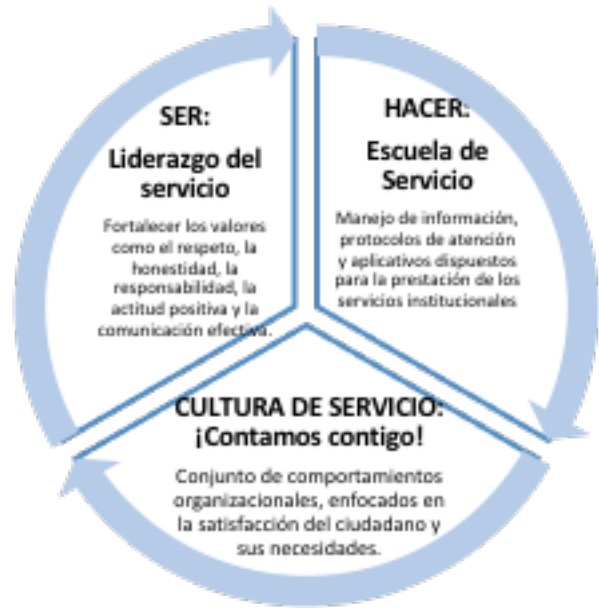 SER:
Liderazgo del
servicio
Fortalecer los valores
como el respeto, la
honestidad, la
responsabilidad, la
actitud positiva y la
comunicación efectiva.
HACER:
Escuela de
Servicio
Manejo de información,
protocolos de atención
y aplicativos dispuestos
para la prestación de los
servicios institucionales
CULTURA DE SERVICIO:
¡Contamos contigo!
Conjunto de comportamientos
organizacionales, enfocados en
la satisfacción del ciudadano y
sus necesidades.